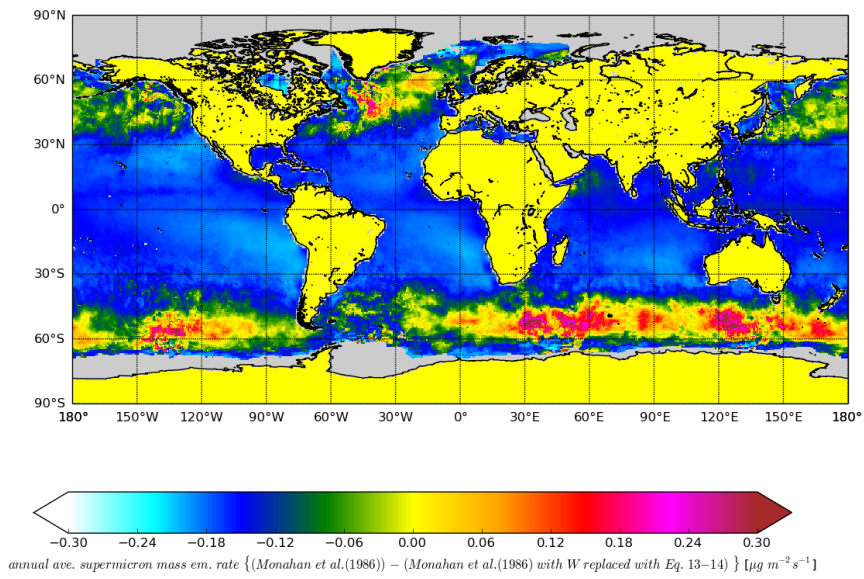 90°N
60°N
30°N
0°
30°S
60°S
90°S
180° 150°W 120°W 90°W 60°W 30°W 0° 30°E 60°E 90°E 120°E 150°E 180°
−0.30 −0.24 −0.18 −0.12 −0.06 0.00 0.06 0.12 0.18 0.24 0.30
annual ave. supermicron mass em. rate {(Monahan et al.(1986)) − (Monahan et al.(1986) with W replaced with Eq. 13−14) } [μg m⁻² s⁻¹]